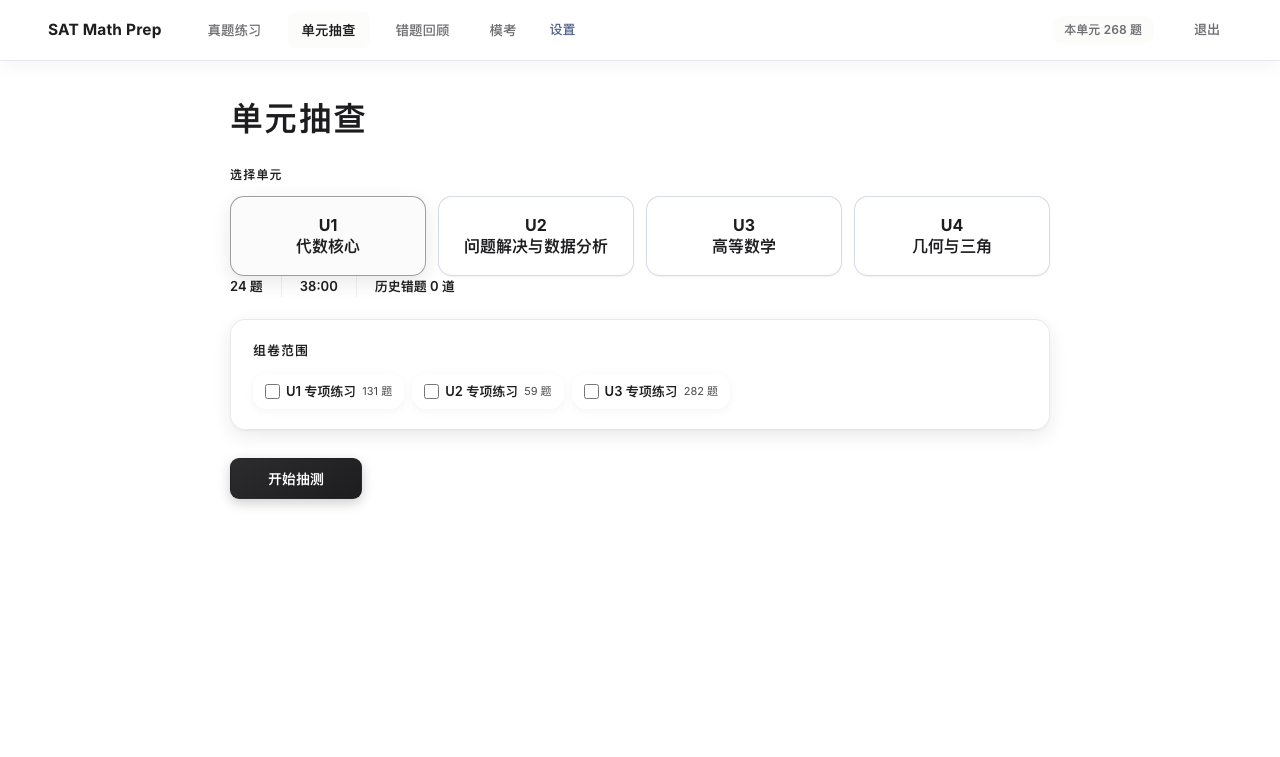 SAT Math Prep 真题练习 单元抽查 错题回顾 模考 设置 本单元 268 题 退出
单元抽查
选择单元
U1
代数核心
U2
问题解决与数据分析
U3
高等数学
U4
几何与三角
24 题 38:00 历史错题 0 道
组卷范围
U1 专项练习 131 题 U2 专项练习 59 题 U3 专项练习 282 题
开始抽测